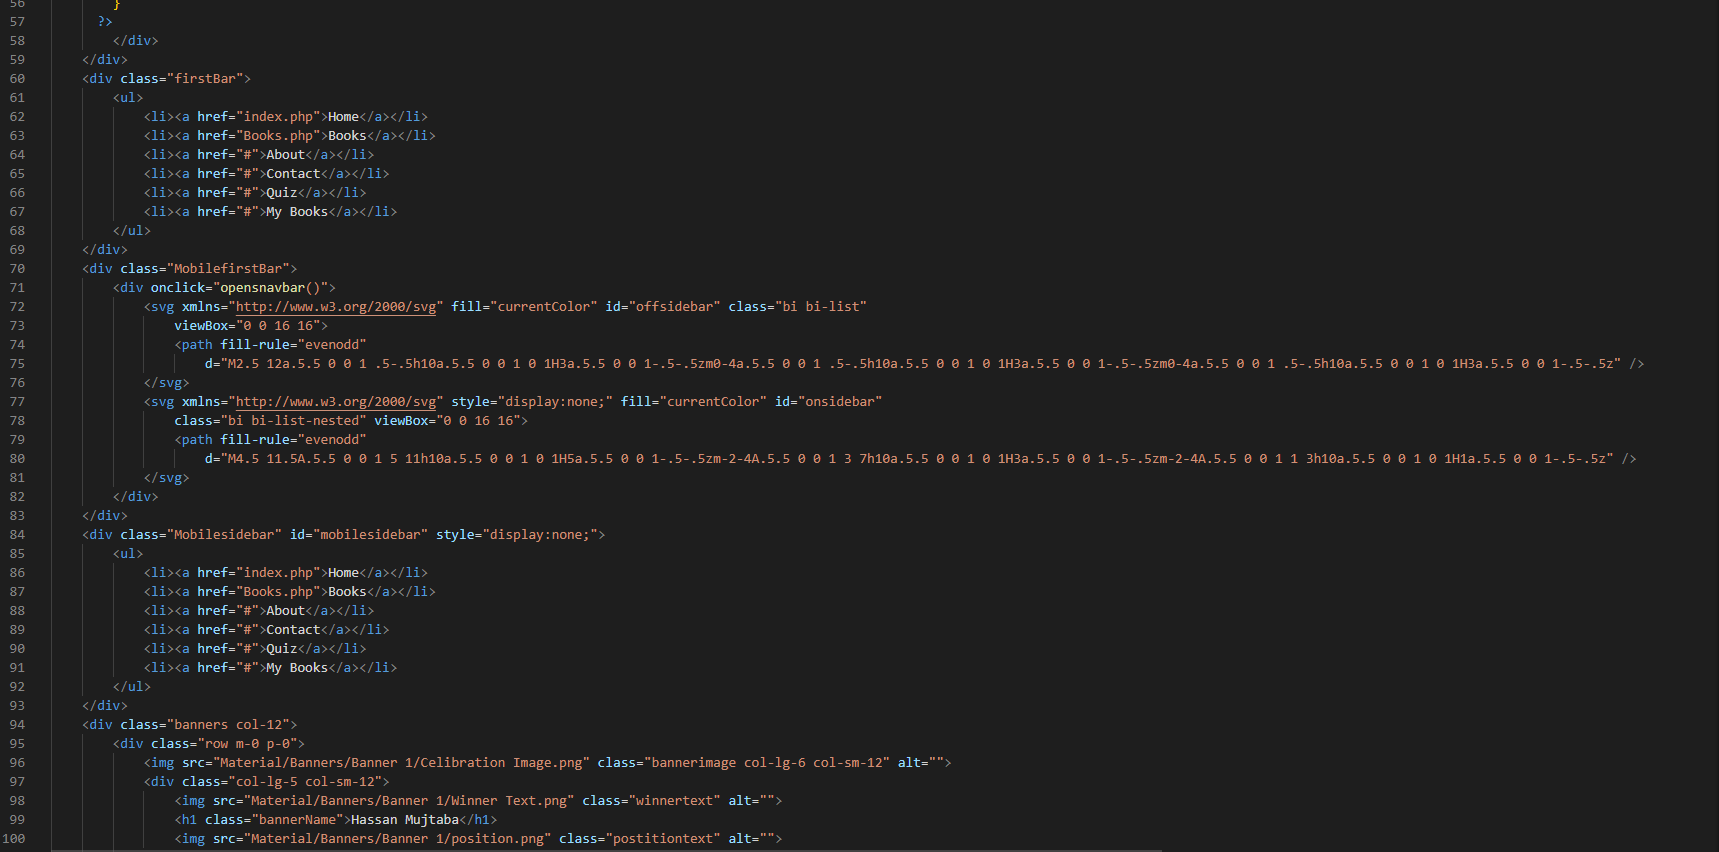 56 }
57 ?>
58 </div>
59 </div>
60 <div class="firstBar">
61 <ul>
62 <li><a href="index.php">Home</a></li>
63 <li><a href="Books.php">Books</a></li>
64 <li><a href="#">About</a></li>
65 <li><a href="#">Contact</a></li>
66 <li><a href="#">Quiz</a></li>
67 <li><a href="#">My Books</a></li>
68 </ul>
69 </div>
70 <div class="MobilefirstBar">
71 <div onclick="opensnavbar()">
72 <svg xmlns="http://www.w3.org/2000/svg" fill="currentColor" id="offsidebar" class="bi bi-list"
73 viewBox="0 0 16 16">
74 <path fill-rule="evenodd"
75 d="M2.5 12a.5.5 0 0 1 .5-.5h10a.5.5 0 0 1 0 1H3a.5.5 0 0 1-.5-.5zm0-4a.5.5 0 0 1 .5-.5h10a.5.5 0 0 1 0 1H3a.5.5 0 0 1-.5-.5zm0-4a.5.5 0 0 1 .5-.5h10a.5.5 0 0 1 0 1H3a.5.5 0 0 1-.5-.5z" />
76 </svg>
77 <svg xmlns="http://www.w3.org/2000/svg" style="display:none;" fill="currentColor" id="onsidebar"
78 class="bi bi-list-nested" viewBox="0 0 16 16">
79 <path fill-rule="evenodd"
80 d="M4.5 11.5A.5.5 0 0 1 5 11h10a.5.5 0 0 1 0 1H5a.5.5 0 0 1-.5-.5zm-2-4A.5.5 0 0 1 3 7h10a.5.5 0 0 1 0 1H3a.5.5 0 0 1-.5-.5zm-2-4A.5.5 0 0 1 1 3h10a.5.5 0 0 1 0 1H1a.5.5 0 0 1-.5-.5z" />
81 </svg>
82 </div>
83 </div>
84 <div class="Mobilesidebar" id="mobilesidebar" style="display:none;">
85 <ul>
86 <li><a href="index.php">Home</a></li>
87 <li><a href="Books.php">Books</a></li>
88 <li><a href="#">About</a></li>
89 <li><a href="#">Contact</a></li>
90 <li><a href="#">Quiz</a></li>
91 <li><a href="#">My Books</a></li>
92 </ul>
93 </div>
94 <div class="banners col-12">
95 <div class="row m-0 p-0">
96 <img src="Material/Banners/Banner 1/Celibration Image.png" class="bannerimage col-lg-6 col-sm-12" alt="">
97 <div class="col-lg-5 col-sm-12">
98 <img src="Material/Banners/Banner 1/Winner Text.png" class="winnertext" alt="">
99 <h1 class="bannerName">Hassan Mujtaba</h1>
100 <img src="Material/Banners/Banner 1/position.png" class="postitiontext" alt="">